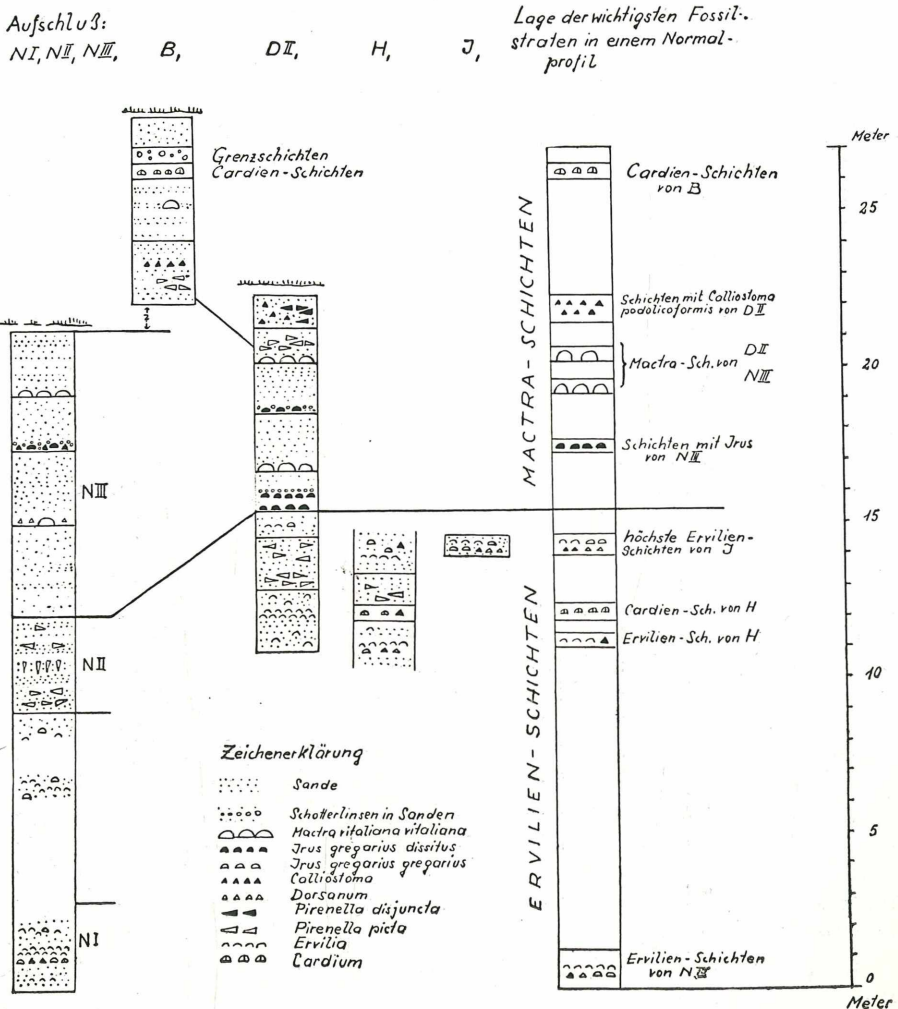 Aufschluß:
NI, NII, NIII, B, DII, H, J,
Lage der wichtigsten Fossil-
straten in einem Normal-
profil
Grenzschichten
Cardien-Schichten
?
NIII
NII
NI
MACTRA-SCHICHTEN
ERVILIEN-SCHICHTEN
Cardien-Schichten
von B
Schichten mit Calliostoma
podolicoformis von DII
DII
Mactra-Sch. von
NIII
Schichten mit Jrus
von NIII
höchste Ervilien-
Schichten von J
Cardien-Sch. von H
Ervilien-Sch. von H
Ervilien-Schichten
von
Meter
25
20
15
10
5
0
Meter
Zeichenerklärung
Sande
Schotterlinsen in Sanden
Mactra vitaliana vitaliana
Jrus gregarius dissitus
Jrus gregarius gregarius
Calliostoma
Dorsanum
Pirenella disjuncta
Pirenella picta
Ervilia
Cardium